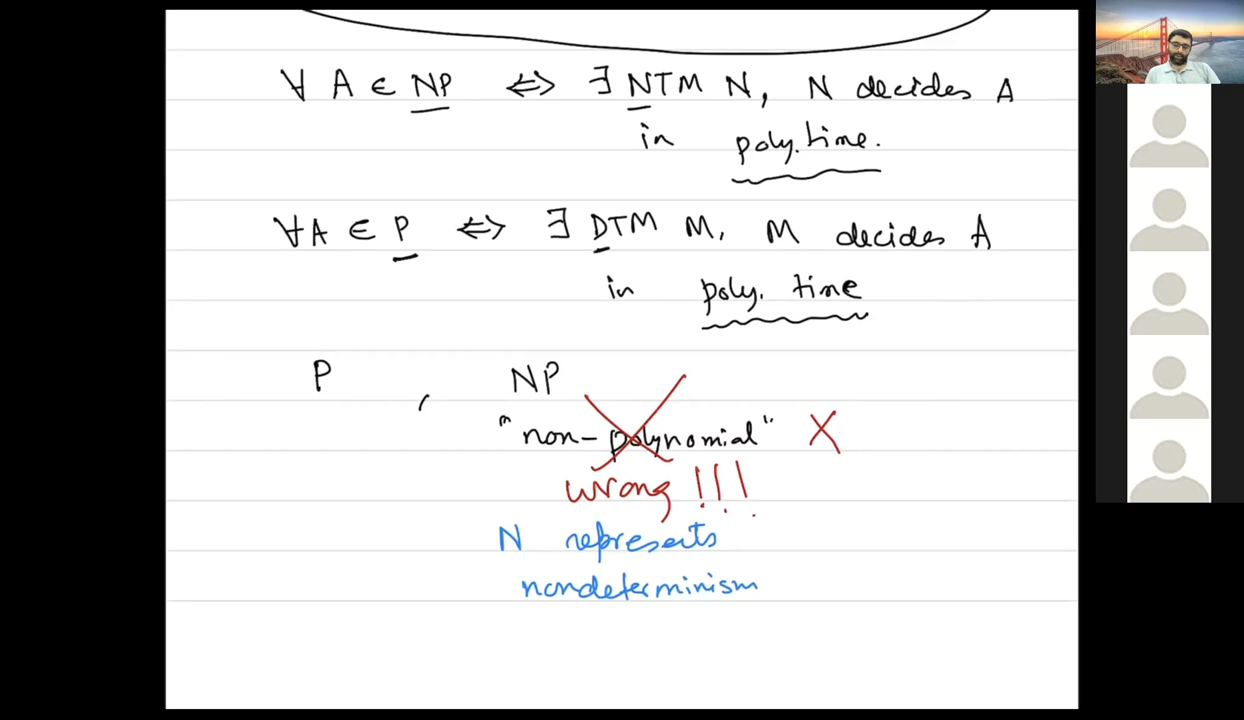 ∀ A ∈ NP ⇔ ∃ NTM N, N decides A
in poly. time.
∀ A ∈ P ⇔ ∃ DTM M, M decides A
in poly. time
P , NP
"non-polynomial" X
wrong !!!
N represents
nondeterminism